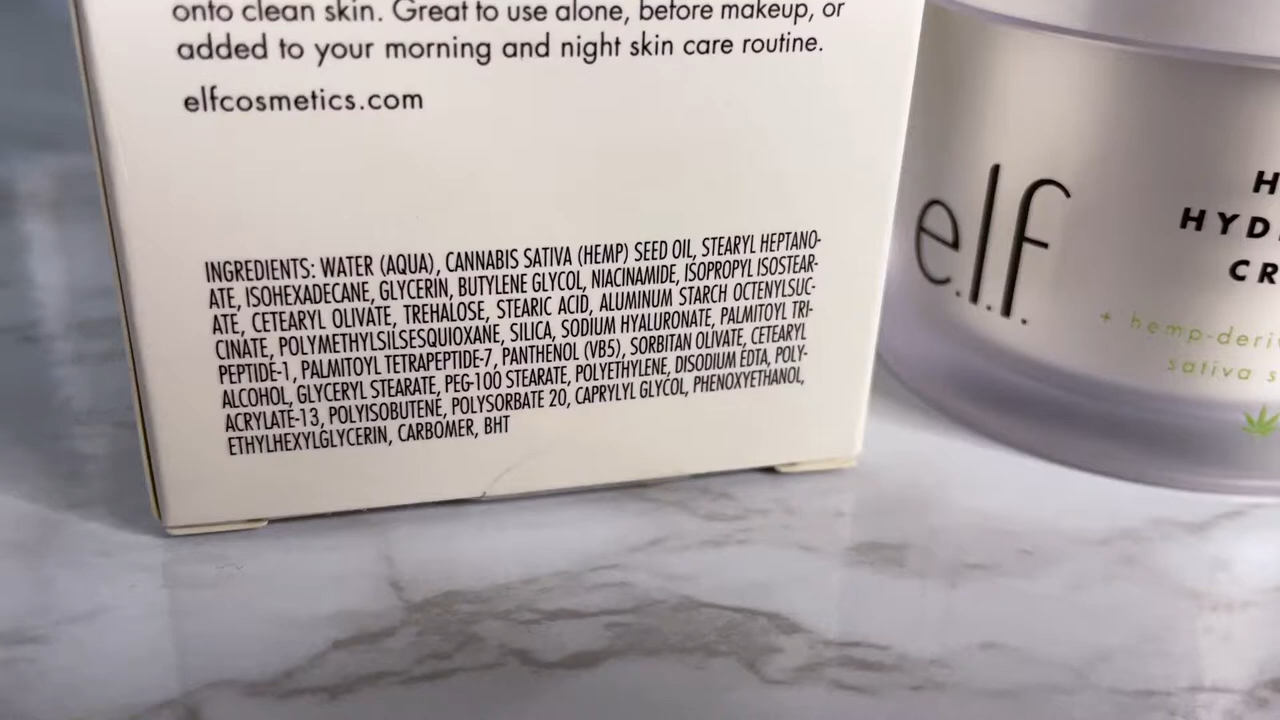 onto clean skin. Great to use alone, before makeup, or
added to your morning and night skin care routine.
elfcosmetics.com
INGREDIENTS: WATER (AQUA), CANNABIS SATIVA (HEMP) SEED OIL, STEARYL HEPTANO-
ATE, ISOHEXADECANE, GLYCERIN, BUTYLENE GLYCOL, NIACINAMIDE, ISOPROPYL ISOSTEAR-
ATE, CETEARYL OLIVATE, TREHALOSE, STEARIC ACID, ALUMINUM STARCH OCTENYLSUC-
CINATE, POLYMETHYLSILSESQUIOXANE, SILICA, SODIUM HYALURONATE, PALMITOYL TRI-
PEPTIDE-1, PALMITOYL TETRAPEPTIDE-7, PANTHENOL (VB5), SORBITAN OLIVATE, CETEARYL
ALCOHOL, GLYCERYL STEARATE, PEG-100 STEARATE, POLYETHYLENE, DISODIUM EDTA, POLY-
ACRYLATE-13, POLYISOBUTENE, POLYSORBATE 20, CAPRYLYL GLYCOL, PHENOXYETHANOL,
ETHYLHEXYLGLYCERIN, CARBOMER, BHT
e.l.f.
H
HYD
CR
+ hemp-deri
sativa s